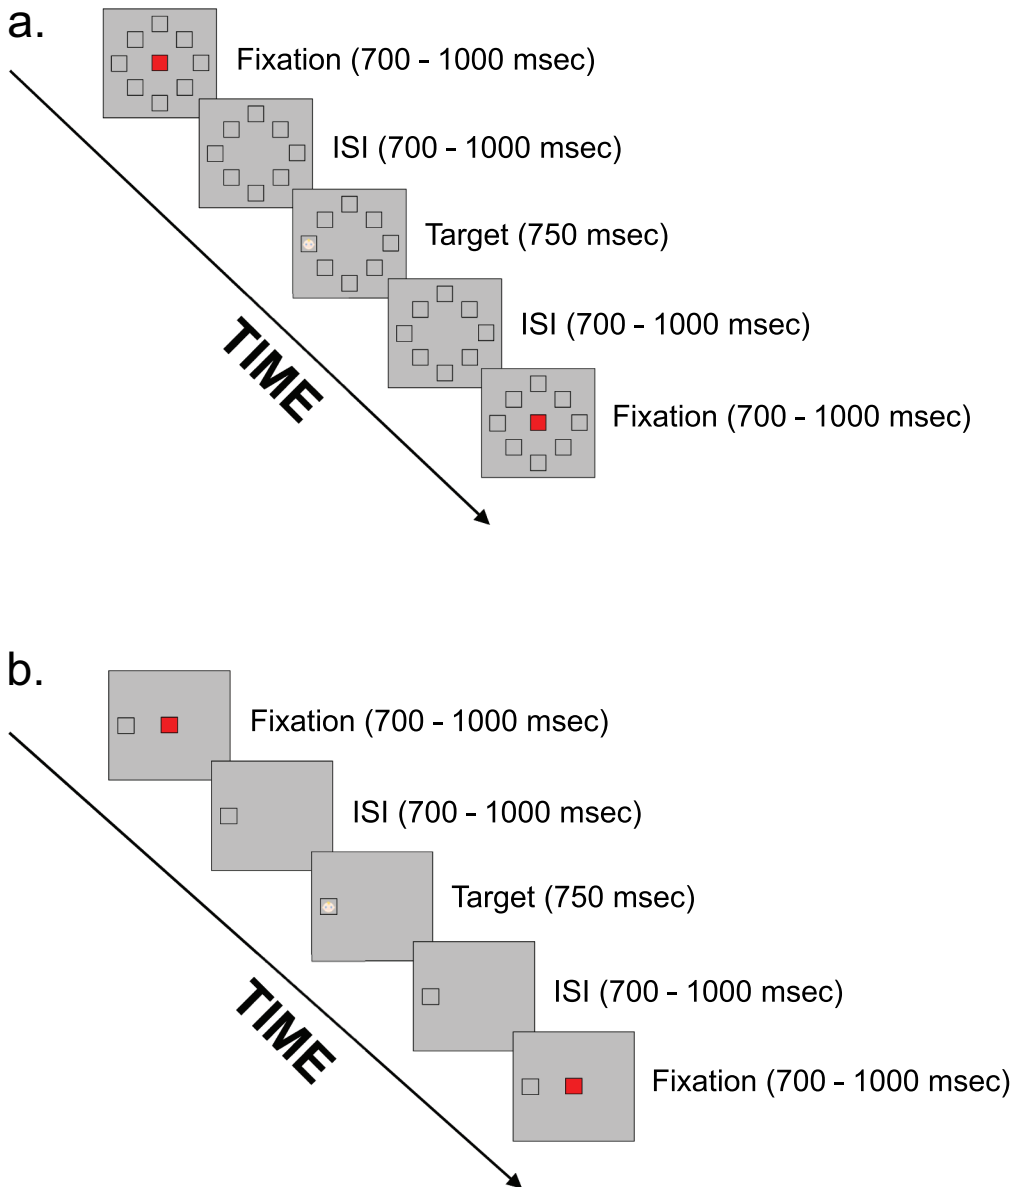 a.
Fixation (700 - 1000 msec)
ISI (700 - 1000 msec)
Target (750 msec)
ISI (700 - 1000 msec)
Fixation (700 - 1000 msec)
TIME
b.
Fixation (700 - 1000 msec)
ISI (700 - 1000 msec)
Target (750 msec)
ISI (700 - 1000 msec)
Fixation (700 - 1000 msec)
TIME